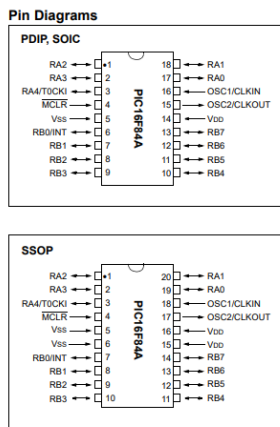 Pin Diagrams
PDIP, SOIC
RA2 •1 18 RA1
RA3 2 17 RA0
RA4/T0CKI 3 16 OSC1/CLKIN
MCLR 4 15 OSC2/CLKOUT
VSS 5 14 VDD
RB0/INT 6 13 RB7
RB1 7 12 RB6
RB2 8 11 RB5
RB3 9 10 RB4
PIC16F84A
SSOP
RA2 •1 20 RA1
RA3 2 19 RA0
RA4/T0CKI 3 18 OSC1/CLKIN
MCLR 4 17 OSC2/CLKOUT
VSS 5 16 VDD
VSS 6 15 VDD
RB0/INT 7 14 RB7
RB1 8 13 RB6
RB2 9 12 RB5
RB3 10 11 RB4
PIC16F84A